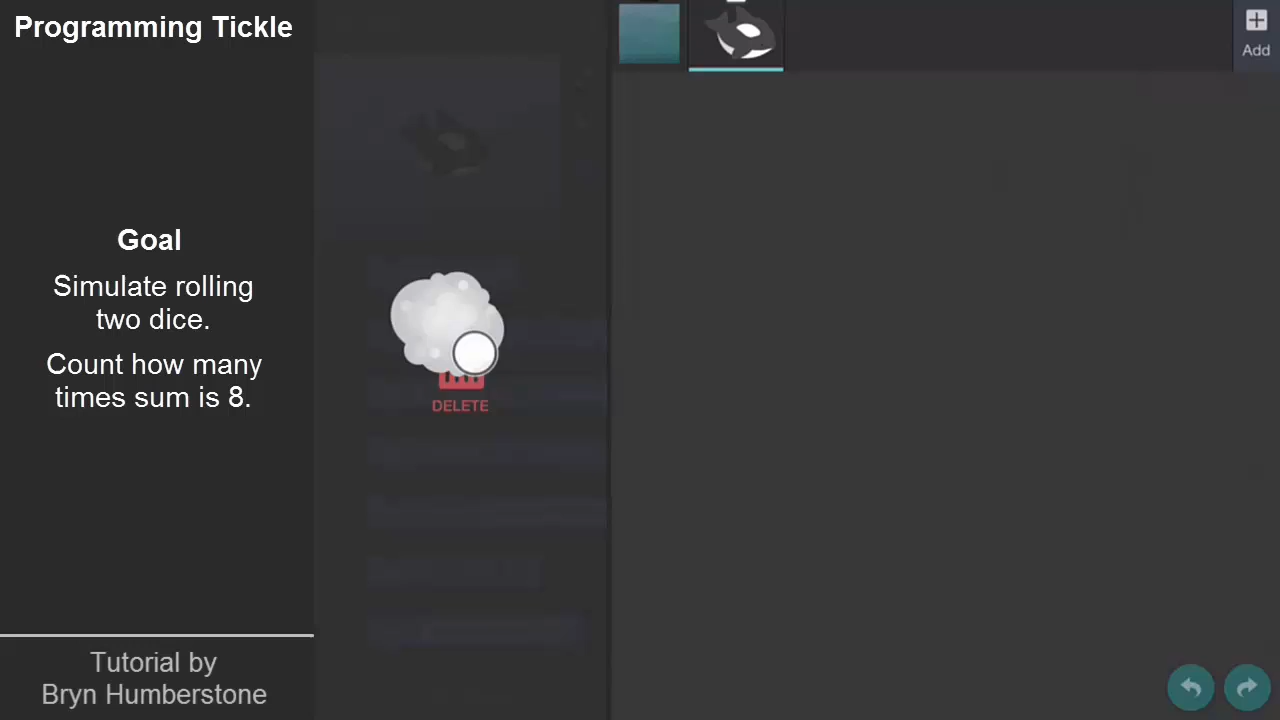 Programming Tickle
Goal
Simulate rolling
two dice.
Count how many
times sum is 8.
Tutorial by
Bryn Humberstone
DELETE
Add